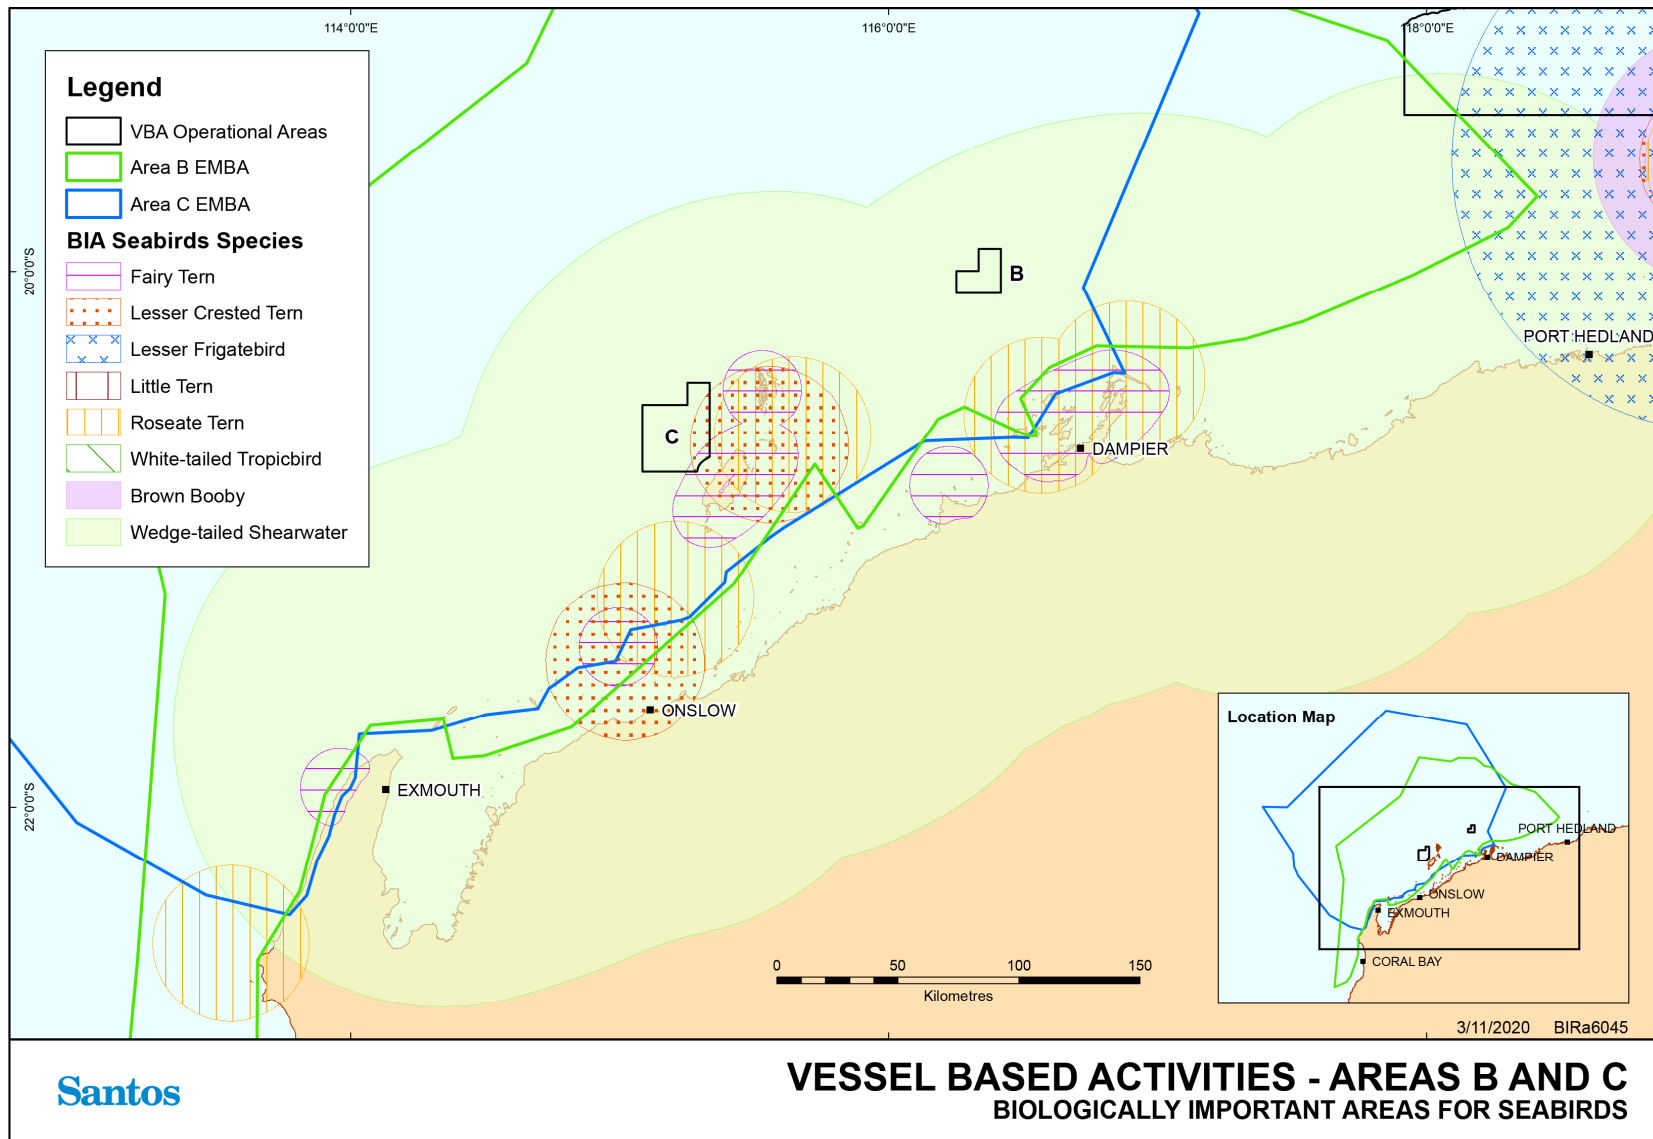 114°0'0"E
116°0'0"E
118°0'0"E
Legend
VBA Operational Areas
Area B EMBA
Area C EMBA
BIA Seabirds Species
Fairy Tern
Lesser Crested Tern
Lesser Frigatebird
Little Tern
Roseate Tern
White-tailed Tropicbird
Brown Booby
Wedge-tailed Shearwater
20°0'0"S
22°0'0"S
B
C
PORT HEDLAND
DAMPIER
ONSLOW
EXMOUTH
0 50 100 150
Kilometres
Location Map
PORT HEDLAND
DAMPIER
ONSLOW
EXMOUTH
CORAL BAY
3/11/2020 BIRa6045
Santos
VESSEL BASED ACTIVITIES - AREAS B AND C
BIOLOGICALLY IMPORTANT AREAS FOR SEABIRDS